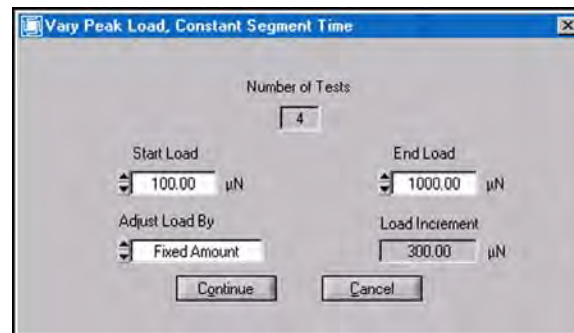 Vary Peak Load, Constant Segment Time
Number of Tests
4
Start Load
End Load
100.00 µN
1000.00 µN
Adjust Load By
Load Increment
Fixed Amount
300.00 µN
Continue
Cancel